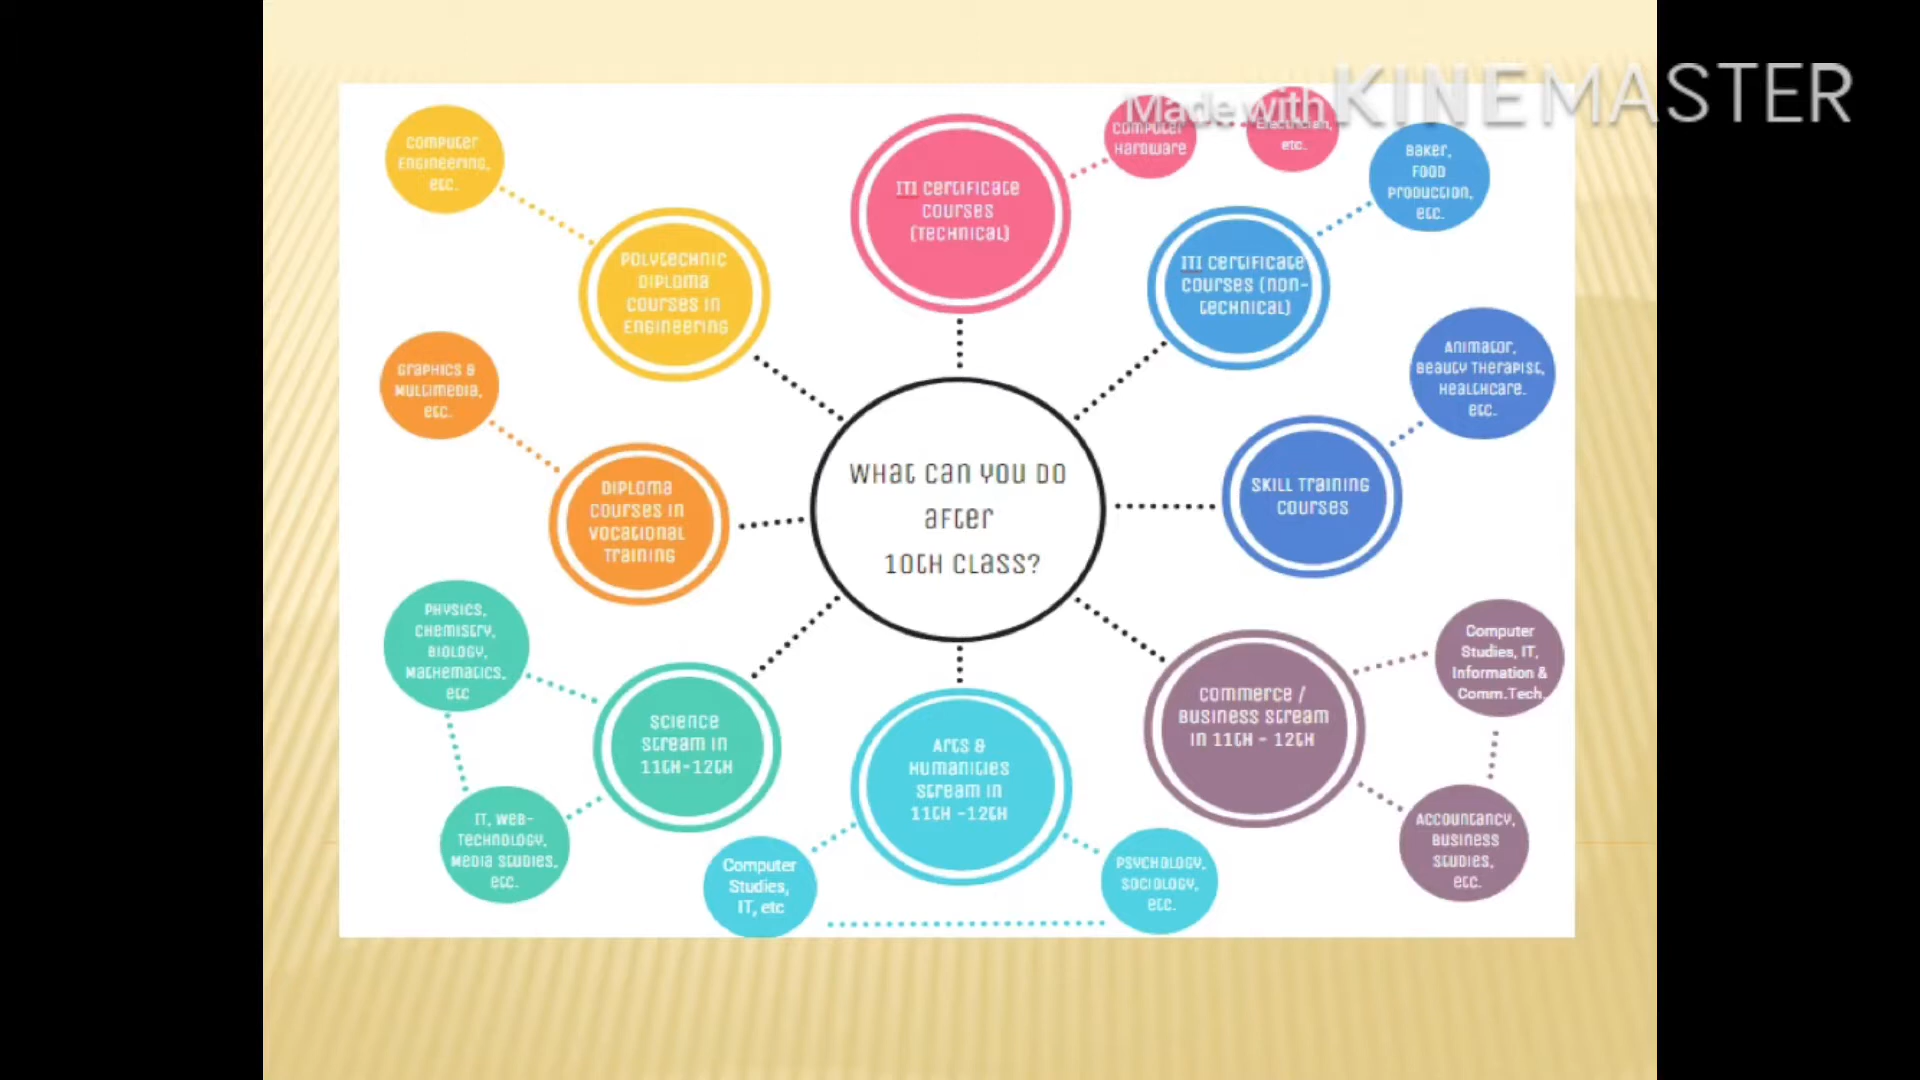 Made with KINEMASTER
Computer
Engineering,
etc.
ITI Certificate
Courses
(Technical)
Computer
Hardware
Electrician,
etc.
Baker,
Food
Production,
etc.
Polytechnic
Diploma
Courses in
Engineering
ITI Certificate
Courses (Non-
Technical)
Graphics &
Multimedia,
etc.
Animator,
Beauty Therapist,
Healthcare.
etc.
Diploma
Courses in
Vocational
Training
What can you do
after
10th Class?
Skill Training
Courses
Physics,
Chemistry,
Biology,
Mathematics,
etc
Science
Stream in
11th-12th
IT, Web-
Technology,
Media Studies,
etc.
Arts &
Humanities
Stream in
11th -12th
Computer
Studies,
IT, etc
Psychology,
Sociology,
etc.
Commerce /
Business Stream
in 11th - 12th
Computer
Studies, IT,
Information &
Comm.Tech.
Accountancy,
Business
Studies,
etc.